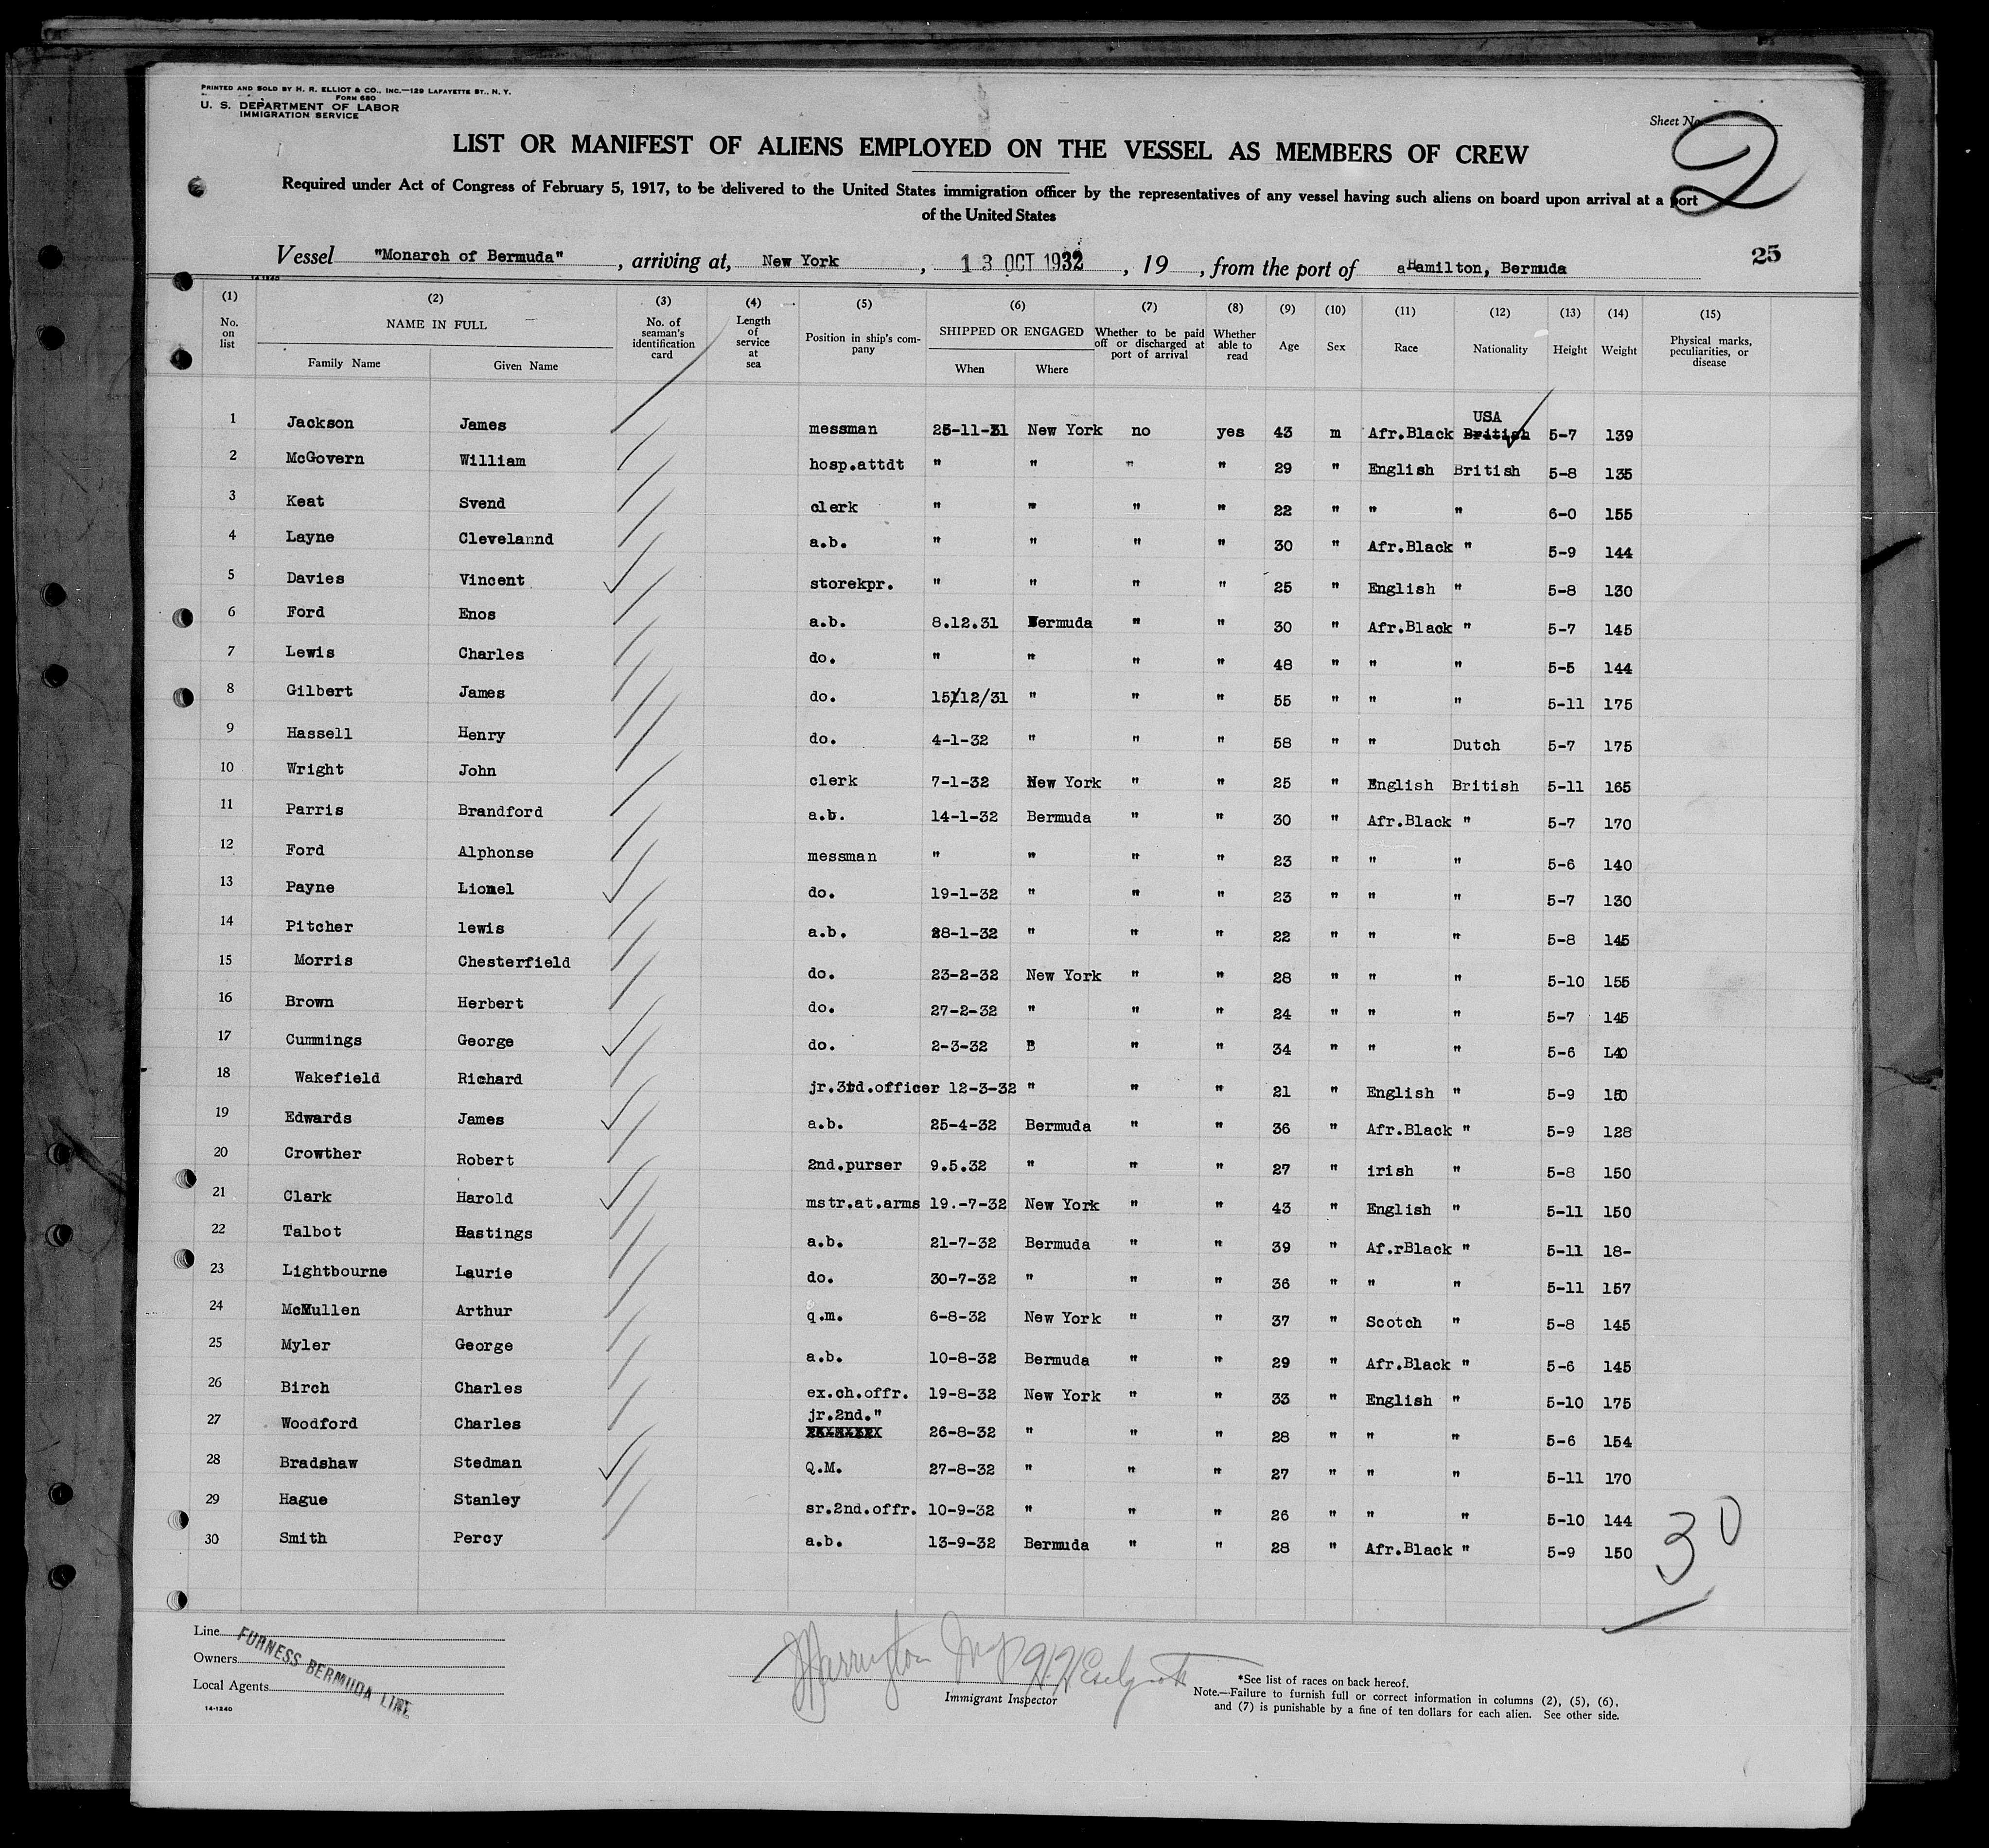 PRINTED AND SOLD BY H. R. ELLIOT & CO., INC.—129 LAFAYETTE ST., N. Y.
FORM 680
U. S. DEPARTMENT OF LABOR
IMMIGRATION SERVICE
Sheet No.
2
LIST OR MANIFEST OF ALIENS EMPLOYED ON THE VESSEL AS MEMBERS OF CREW
Required under Act of Congress of February 5, 1917, to be delivered to the United States immigration officer by the representatives of any vessel having such aliens on board upon arrival at a port
of the United States
25
Vessel "Monarch of Bermuda" , arriving at, New York , 13 OCT 1932 , 19 , from the port of aHamilton, Bermuda
14-1240
(1) (2) (3) (4) (5) (6) (7) (8) (9) (10) (11) (12) (13) (14) (15)
No. on list NAME IN FULL Family Name Given Name No. of seaman's identification card Length of service at sea Position in ship's company SHIPPED OR ENGAGED When Where Whether to be paid off or discharged at port of arrival Whether able to read Age Sex Race Nationality Height Weight Physical marks, peculiarities, or disease
USA
1 Jackson James messman 25-11-31 New York no yes 43 m Afr.Black British 5-7 139
2 McGovern William hosp.attdt " " " " 29 " English British 5-8 135
3 Keat Svend clerk " " " " 22 " " " 6-0 155
4 Layne Clevelannd a.b. " " " " 30 " Afr.Black " 5-9 144
5 Davies Vincent storekpr. " " " " 25 " English " 5-8 130
6 Ford Enos a.b. 8.12.31 Bermuda " " 30 " Afr.Black " 5-7 145
7 Lewis Charles do. " " " " 48 " " " 5-5 144
8 Gilbert James do. 15/12/31 " " " 55 " " " 5-11 175
9 Hassell Henry do. 4-1-32 " " " 58 " " Dutch 5-7 175
10 Wright John clerk 7-1-32 New York " " 25 " English British 5-11 165
11 Parris Brandford a.b. 14-1-32 Bermuda " " 30 " Afr.Black " 5-7 170
12 Ford Alphonse messman " " " " 23 " " " 5-6 140
13 Payne Lionel do. 19-1-32 " " " 23 " " " 5-7 130
14 Pitcher lewis a.b. 28-1-32 " " " 22 " " " 5-8 145
15 Morris Chesterfield do. 23-2-32 New York " " 28 " " " 5-10 155
16 Brown Herbert do. 27-2-32 " " " 24 " " " 5-7 145
17 Cummings George do. 2-3-32 B " " 34 " " " 5-6 L40
18 Wakefield Richard jr.3rd.officer 12-3-32 " " " 21 " English " 5-9 150
19 Edwards James a.b. 25-4-32 Bermuda " " 36 " Afr.Black " 5-9 128
20 Crowther Robert 2nd.purser 9.5.32 " " " 27 " irish " 5-8 150
21 Clark Harold mstr.at.arms 19.-7-32 New York " " 43 " English " 5-11 150
22 Talbot Hastings a.b. 21-7-32 Bermuda " " 39 " Af.rBlack " 5-11 18-
23 Lightbourne Laurie do. 30-7-32 " " " 36 " " " 5-11 157
24 McMullen Arthur q.m. 6-8-32 New York " " 37 " Scotch " 5-8 145
25 Myler George a.b. 10-8-32 Bermuda " " 29 " Afr.Black " 5-6 145
26 Birch Charles ex.ch.offr. 19-8-32 New York " " 33 " English " 5-10 175
jr.2nd."
27 Woodford Charles 26-8-32 " " " 28 " " " 5-6 154
28 Bradshaw Stedman Q.M. 27-8-32 " " " 27 " " " 5-11 170
29 Hague Stanley sr.2nd.offr. 10-9-32 " " " 26 " " " 5-10 144
30 Smith Percy a.b. 13-9-32 Bermuda " " 28 " Afr.Black " 5-9 150
30
Line
Owners
Local Agents
FURNESS BERMUDA LINE
14-1240
Immigrant Inspector
*See list of races on back hereof.
Note.—Failure to furnish full or correct information in columns (2), (5), (6),
and (7) is punishable by a fine of ten dollars for each alien. See other side.